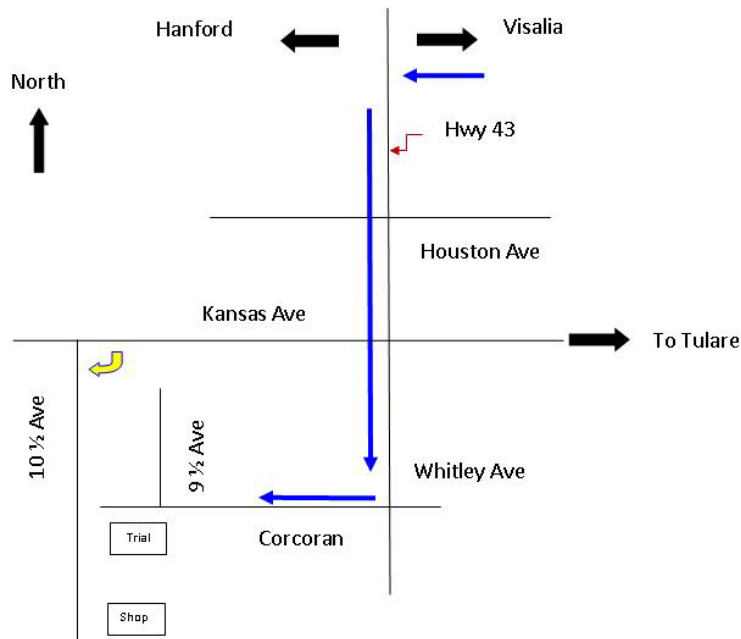 Hanford
Visalia
North
Hwy 43
Houston Ave
Kansas Ave
To Tulare
10 ½ Ave
9 ½ Ave
Whitley Ave
Trial
Corcoran
Shop